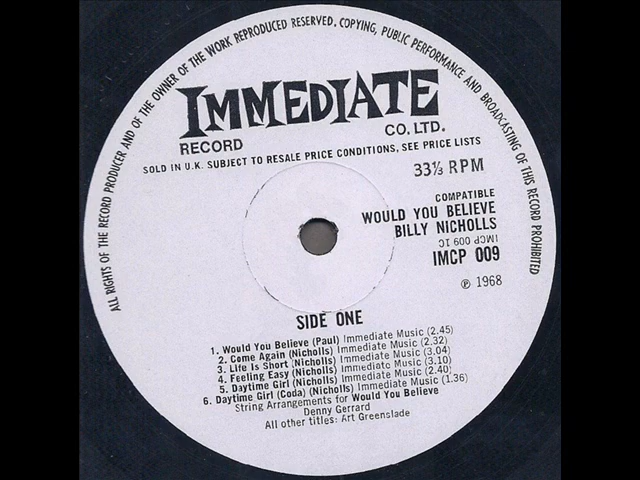 ALL RIGHTS OF THE RECORD PRODUCER AND OF THE OWNER OF THE WORK REPRODUCED RESERVED. COPYING, PUBLIC PERFORMANCE AND BROADCASTING OF THIS RECORD PROHIBITED
IMMEDIATE
RECORD CO. LTD.
SOLD IN U.K. SUBJECT TO RESALE PRICE CONDITIONS, SEE PRICE LISTS
33⅓ RPM
COMPATIBLE
WOULD YOU BELIEVE
BILLY NICHOLLS
IMCP 009 1C
IMCP 009
℗ 1968
SIDE ONE
1. Would You Believe (Paul) Immediate Music (2.45)
2. Come Again (Nicholls) Immediate Music (2.32)
3. Life Is Short (Nicholls) Immediate Music (3.04)
4. Feeling Easy (Nicholls) Immediate Music (3.10)
5. Daytime Girl (Nicholls) Immediate Music (2.40)
6. Daytime Girl (Coda) (Nicholls) Immediate Music (1.36)
String Arrangements for Would You Believe
Denny Gerrard
All other titles: Art Greenslade